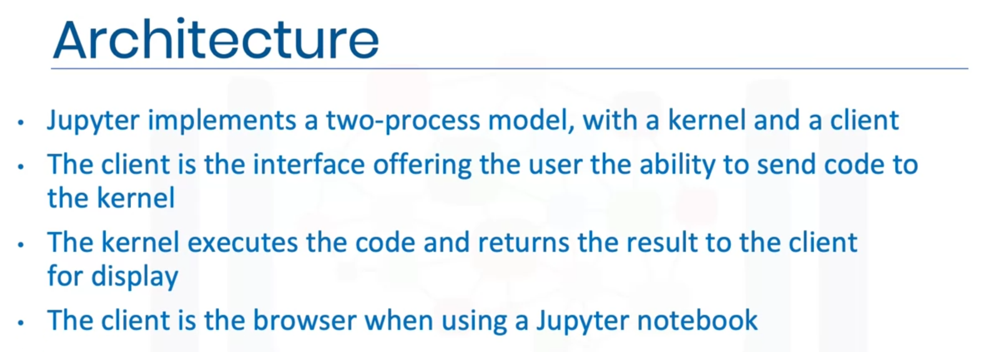 Architecture
• Jupyter implements a two-process model, with a kernel and a client
• The client is the interface offering the user the ability to send code to
the kernel
• The kernel executes the code and returns the result to the client
for display
• The client is the browser when using a Jupyter notebook